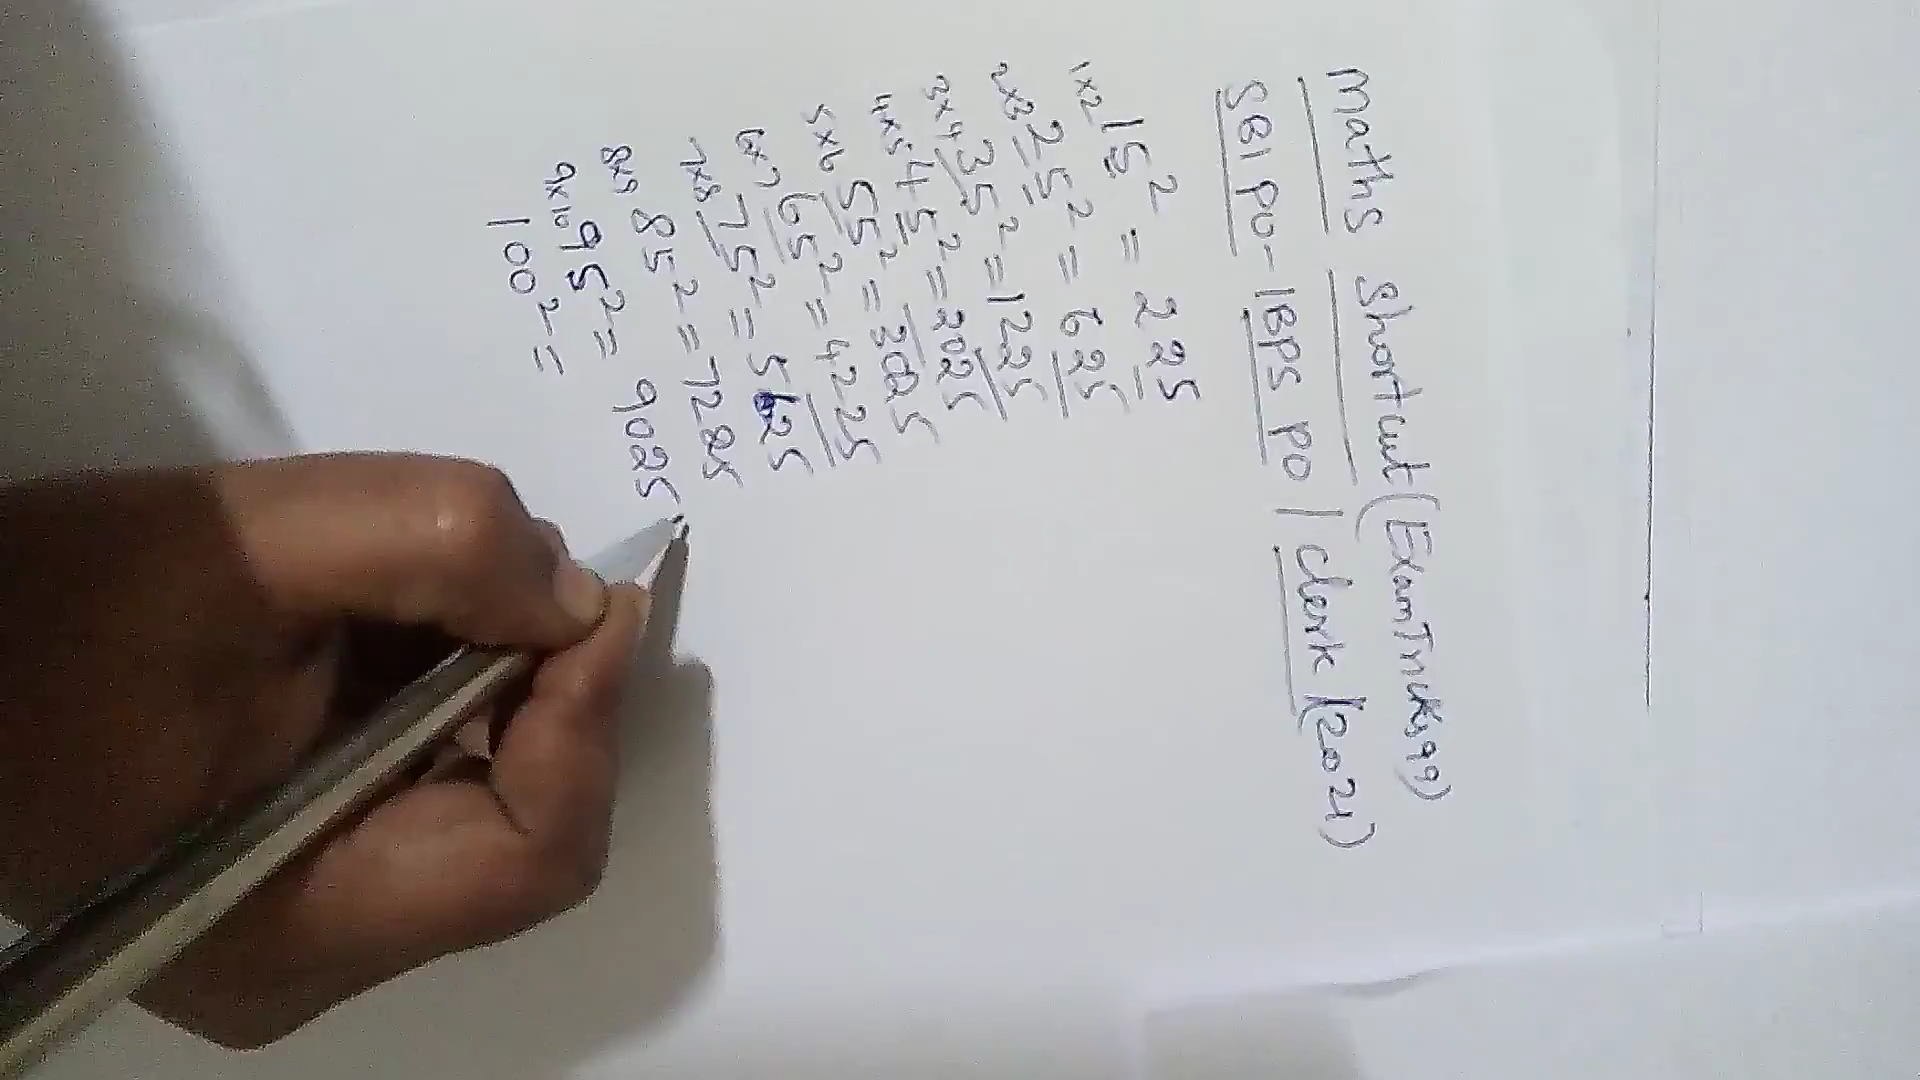 Maths Shortcut (ExamTricks99)
SBI PO - IBPS PO / Clerk /(2021)
1x2 15² = 225
2x3 25² = 625
3x4 35² = 1225
4x5 45² = 2025
5x6 55² = 3025
6x7 65² = 4225
7x8 75² = 5625
8x9 85² = 7225
9x10 95² = 9025
100² =